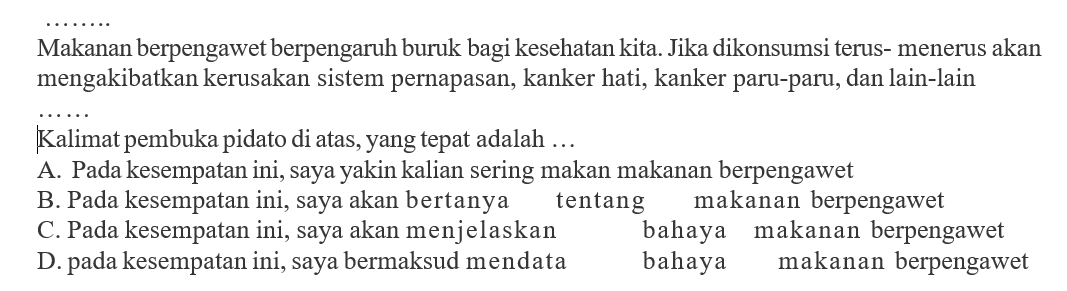 ........
Makanan berpengawet berpengaruh buruk bagi kesehatan kita. Jika dikonsumsi terus- menerus akan
mengakibatkan kerusakan sistem pernapasan, kanker hati, kanker paru-paru, dan lain-lain
......
Kalimat pembuka pidato di atas, yang tepat adalah ...
A. Pada kesempatan ini, saya yakin kalian sering makan makanan berpengawet
B. Pada kesempatan ini, saya akan bertanya tentang makanan berpengawet
C. Pada kesempatan ini, saya akan menjelaskan bahaya makanan berpengawet
D. pada kesempatan ini, saya bermaksud mendata bahaya makanan berpengawet